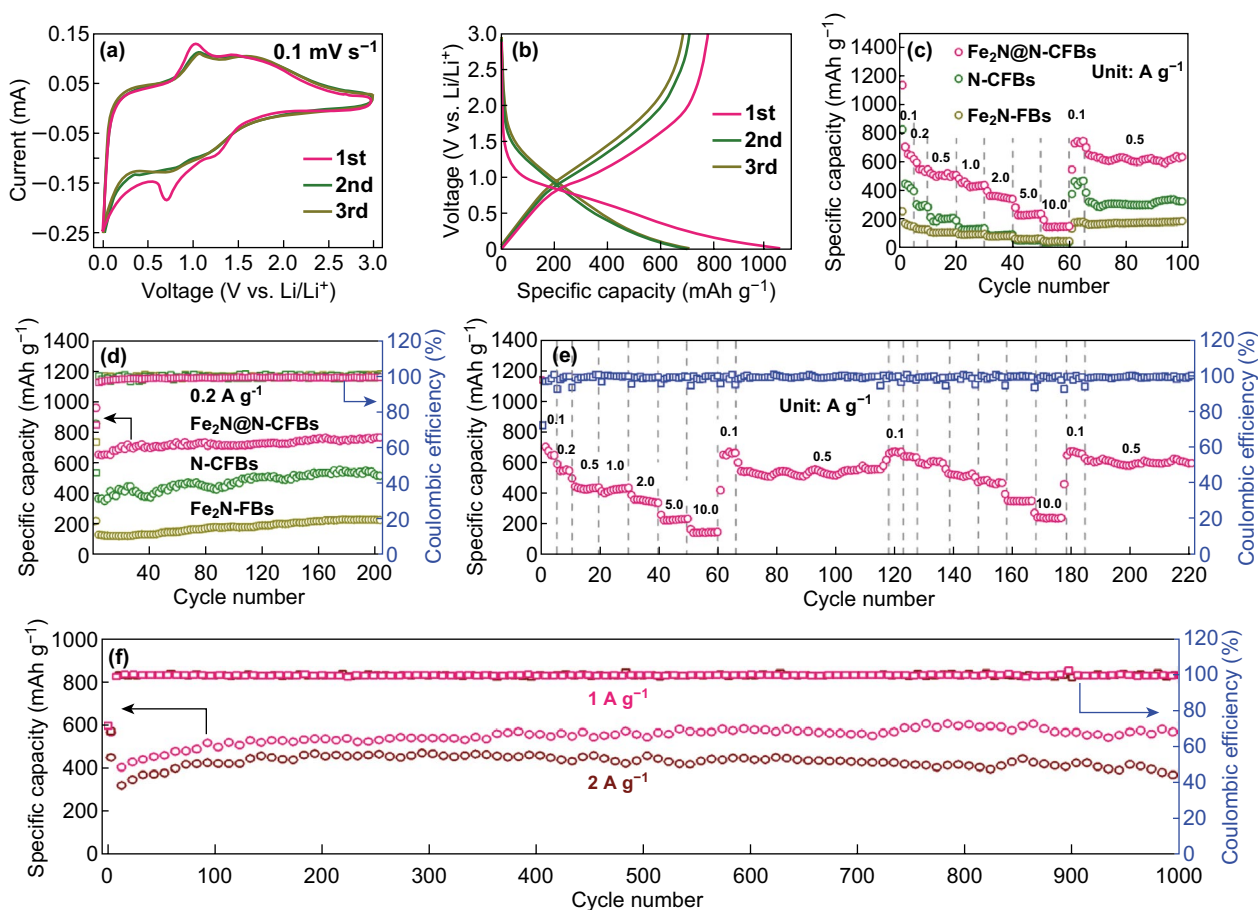 (a)
0.1 mV s⁻¹
0.15
0.05
−0.05
−0.15
−0.25
Current (mA)
1st
2nd
3rd
0.0 0.5 1.0 1.5 2.0 2.5 3.0
Voltage (V vs. Li/Li⁺)
(b)
3.0
2.4
1.8
1.2
0.6
0
Voltage (V vs. Li/Li⁺)
1st
2nd
3rd
0 200 400 600 800 1000
Specific capacity (mAh g⁻¹)
(c)
1400
1200
1000
800
600
400
200
0
Specific capacity (mAh g⁻¹)
Fe₂N@N-CFBs
N-CFBs
Unit: A g⁻¹
Fe₂N-FBs
0.1
0.2
0.5
1.0
2.0
5.0
10.0
0.1
0.5
0 20 40 60 80 100
Cycle number
(d)
1400
1200
1000
800
600
400
200
0
Specific capacity (mAh g⁻¹)
0.2 A g⁻¹
Fe₂N@N-CFBs
N-CFBs
Fe₂N-FBs
120
100
80
60
40
20
0
Coulombic efficiency (%)
40 80 120 160 200
Cycle number
(e)
1400
1200
1000
800
600
400
200
0
Specific capacity (mAh g⁻¹)
Unit: A g⁻¹
0.1
0.2
0.5
1.0
2.0
5.0
10.0
0.1
0.5
0.1
10.0
0.1
0.5
120
100
80
60
40
20
0
Coulombic efficiency (%)
0 20 40 60 80 100 120 140 160 180 200 220
Cycle number
(f)
1000
800
600
400
200
0
Specific capacity (mAh g⁻¹)
1 A g⁻¹
2 A g⁻¹
120
100
80
60
40
20
0
Coulombic efficiency (%)
0 100 200 300 400 500 600 700 800 900 1000
Cycle number